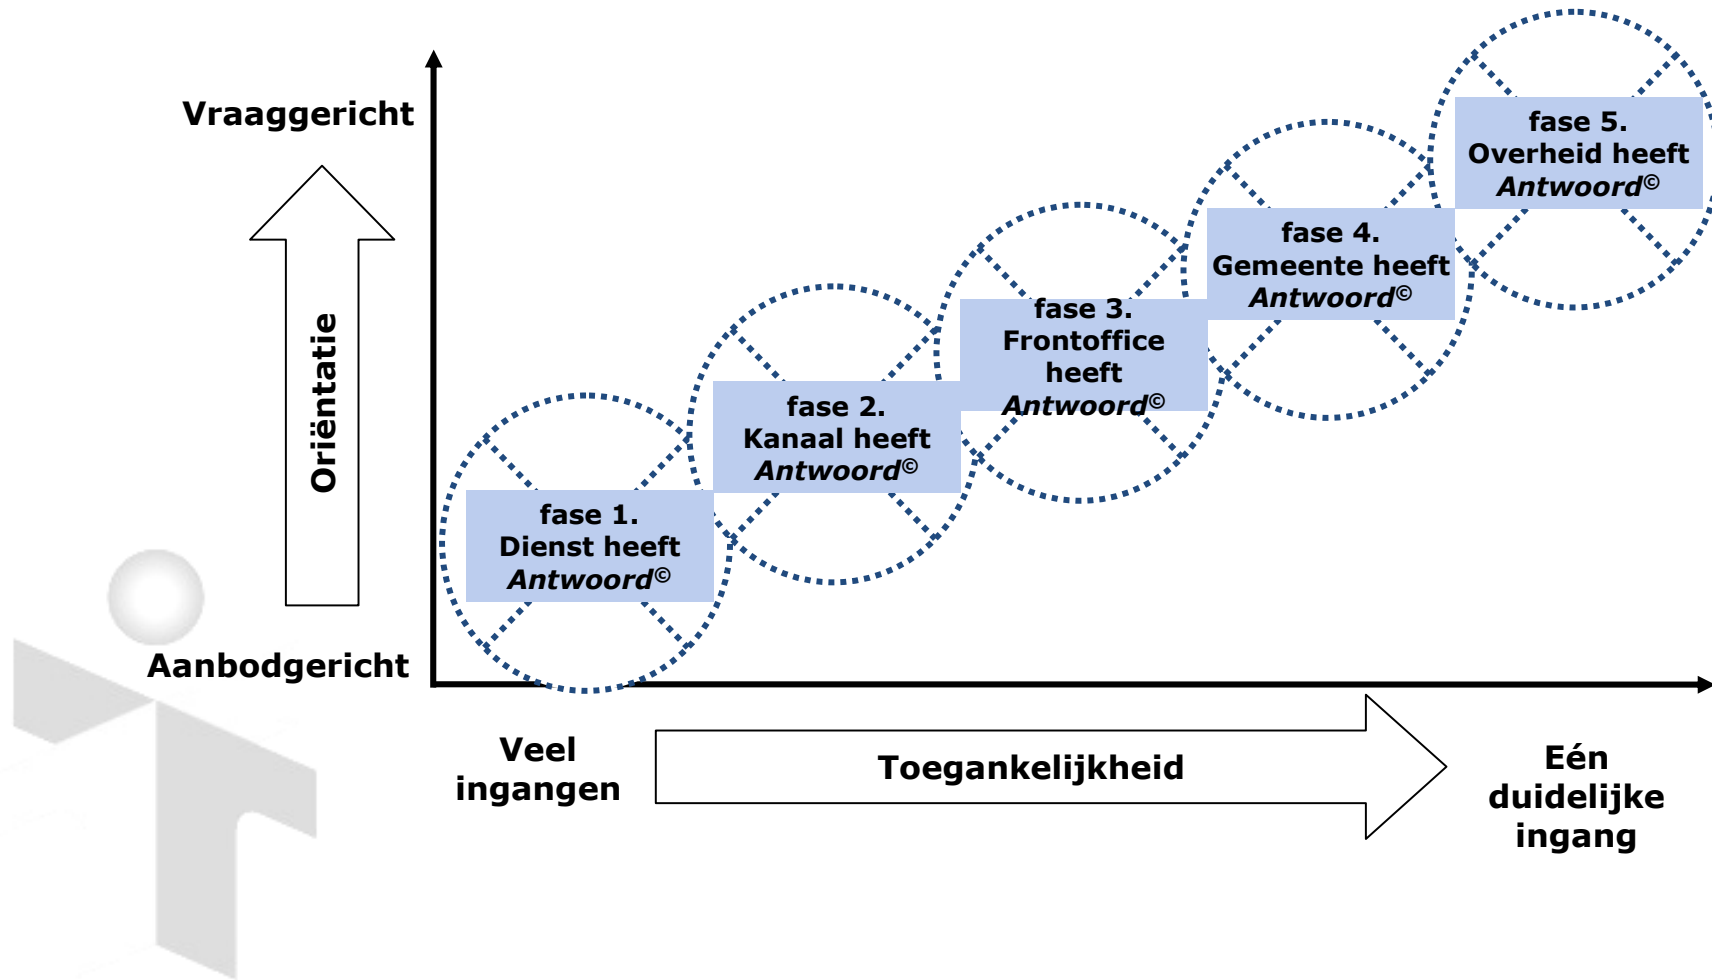 Vraaggericht
Oriëntatie
Aanbodgericht
fase 1.
Dienst heeft
Antwoord©
fase 2.
Kanaal heeft
Antwoord©
fase 3.
Frontoffice
heeft
Antwoord©
fase 4.
Gemeente heeft
Antwoord©
fase 5.
Overheid heeft
Antwoord©
Veel
ingangen
Toegankelijkheid
Eén
duidelijke
ingang